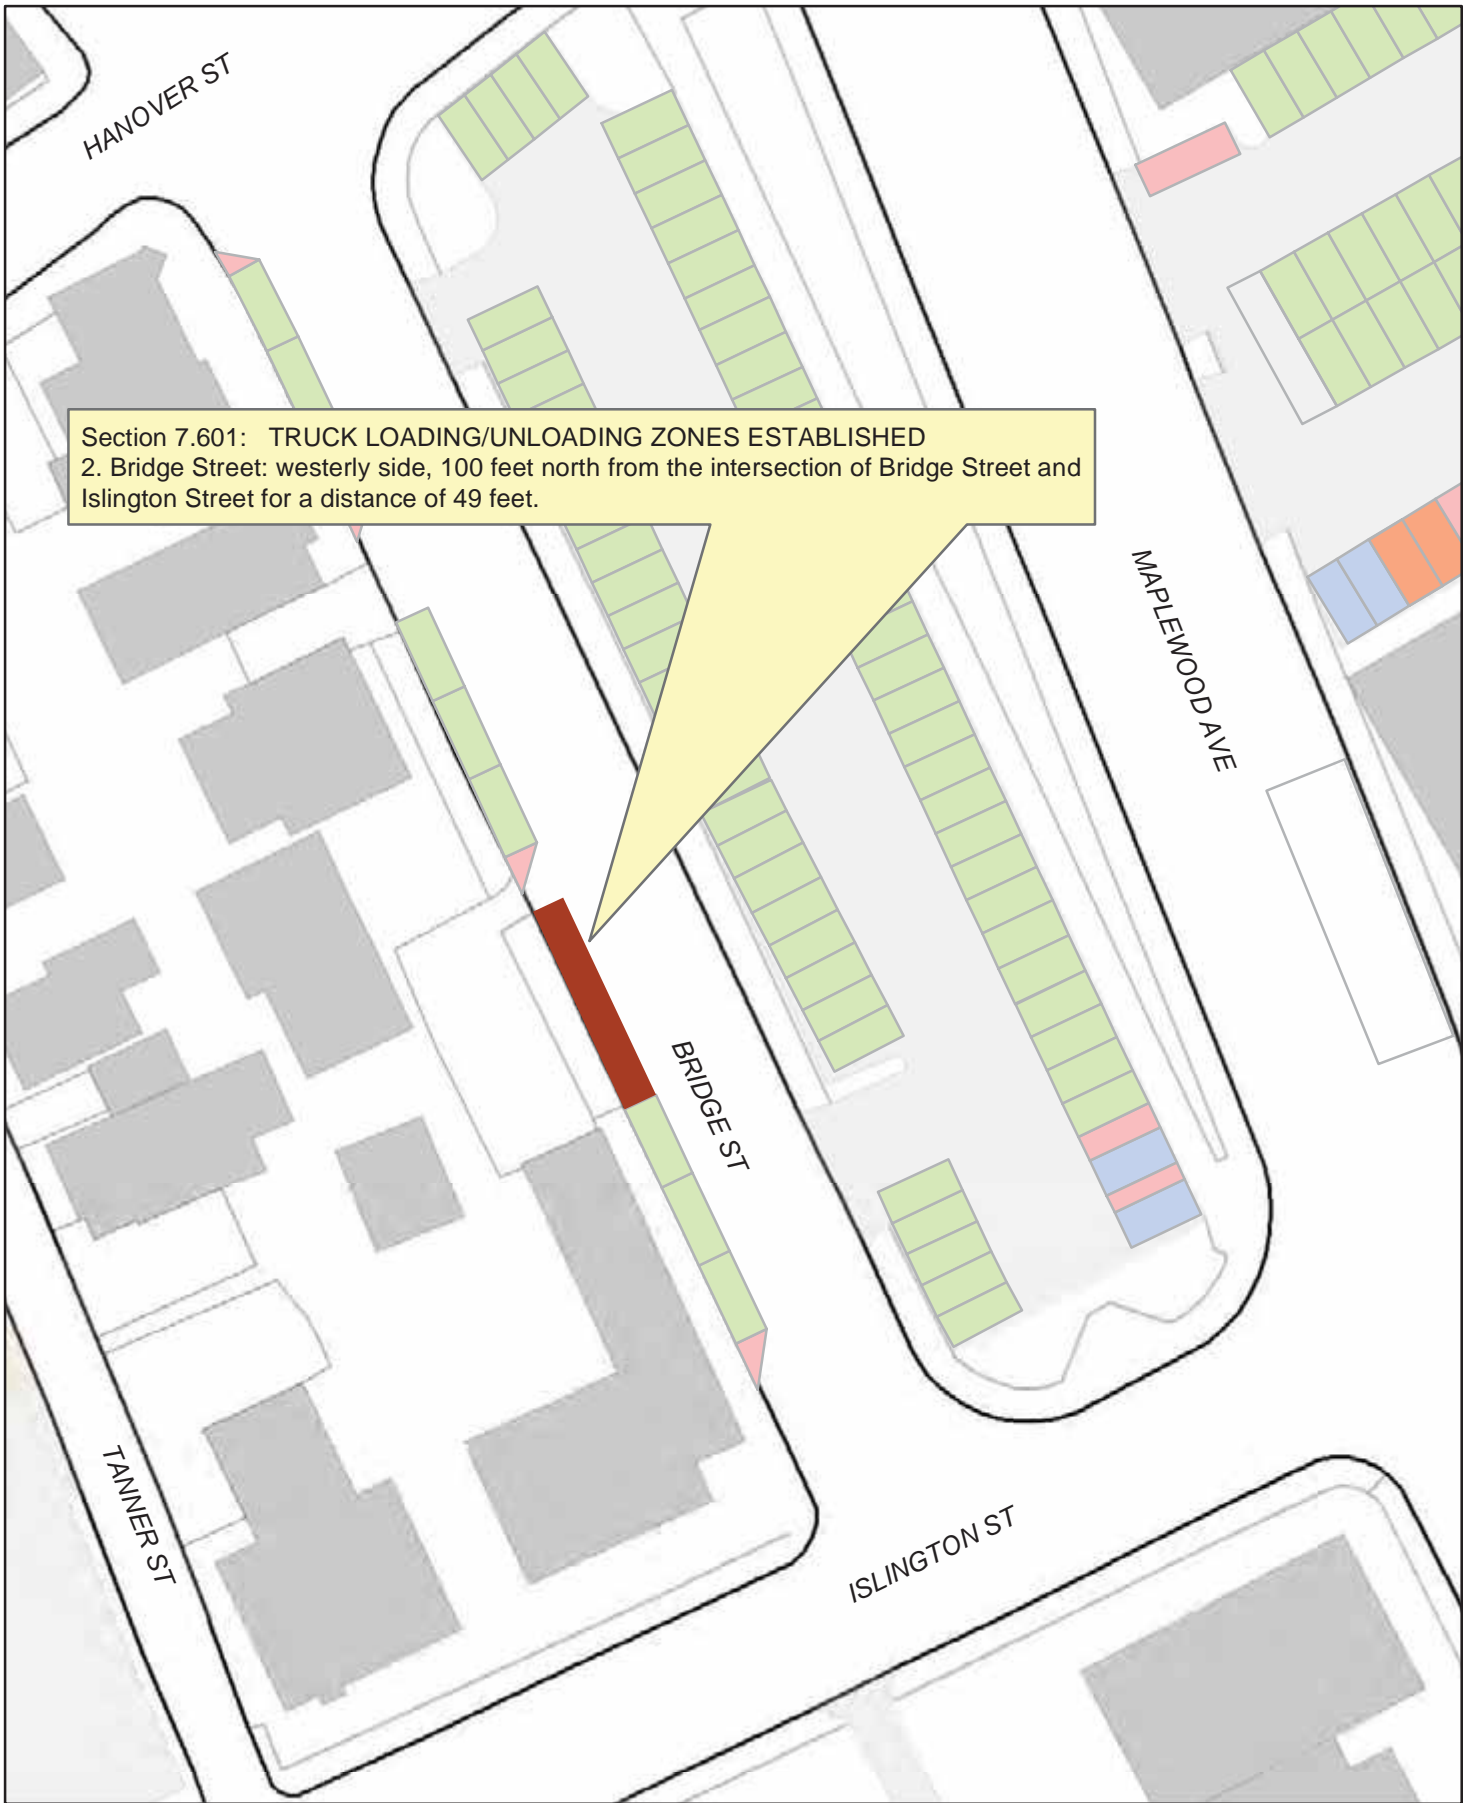 HANOVER ST
Section 7.601: TRUCK LOADING/UNLOADING ZONES ESTABLISHED
2. Bridge Street: westerly side, 100 feet north from the intersection of Bridge Street and
Islington Street for a distance of 49 feet.
MAPLEWOOD AVE
BRIDGE ST
TANNER ST
ISLINGTON ST